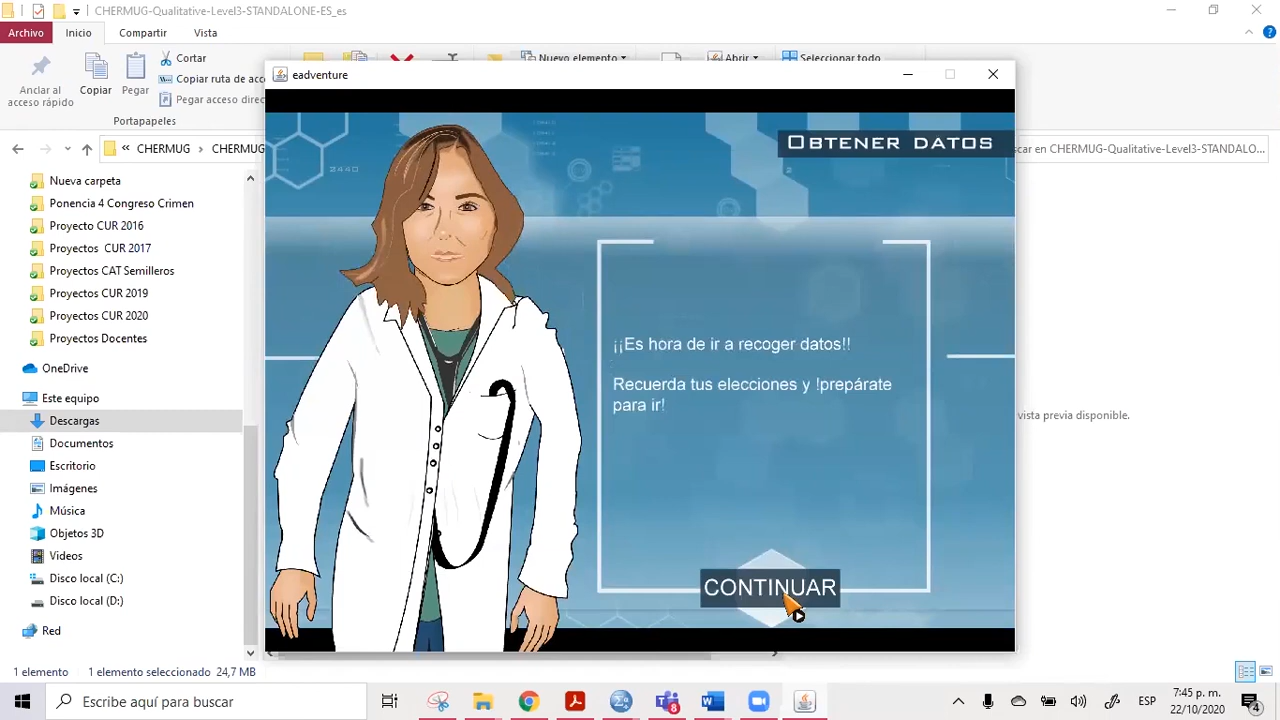 CHERMUG-Qualitative-Level3-STANDALONE-ES_es
Archivo
Inicio
Compartir
Vista
Anclar al
acceso rápido
Copiar
Pegar
Cortar
Copiar ruta de acc
Pegar acceso direc
Portapapeles
Nuevo elemento
Abrir
Seleccionar todo
CHERMUG
CHERMUG
scar en CHERMUG-Qualitative-Level3-STANDALO...
Nueva carpeta
Ponencia 4 Congreso Crimen
Proyecto CUR 2016
Proyectos CUR 2017
Proyectos CAT Semilleros
Proyectos CUR 2019
Proyectos CUR 2020
Proyectos Docentes
OneDrive
Este equipo
Descargas
Documentos
Escritorio
Imágenes
Música
Objetos 3D
Videos
Disco local (C:)
Disco local (D:)
Red
eadventure
OBTENER DATOS
3440
¡¡Es hora de ir a recoger datos!!
Recuerda tus elecciones y !prepárate
para ir!
CONTINUAR
vista previa disponible.
1 elemento
1 elemento seleccionado 24,7 MB
Escribe aquí para buscar
8
ESP
7:45 p. m.
22/10/2020
4